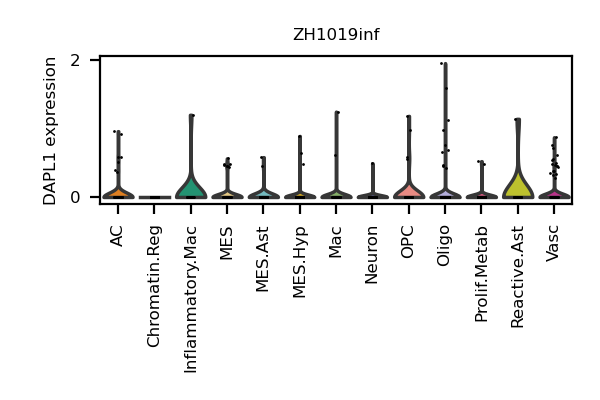 ZH1019inf
DAPL1 expression
2
0
AC
Chromatin.Reg
Inflammatory.Mac
MES
MES.Ast
MES.Hyp
Mac
Neuron
OPC
Oligo
Prolif.Metab
Reactive.Ast
Vasc